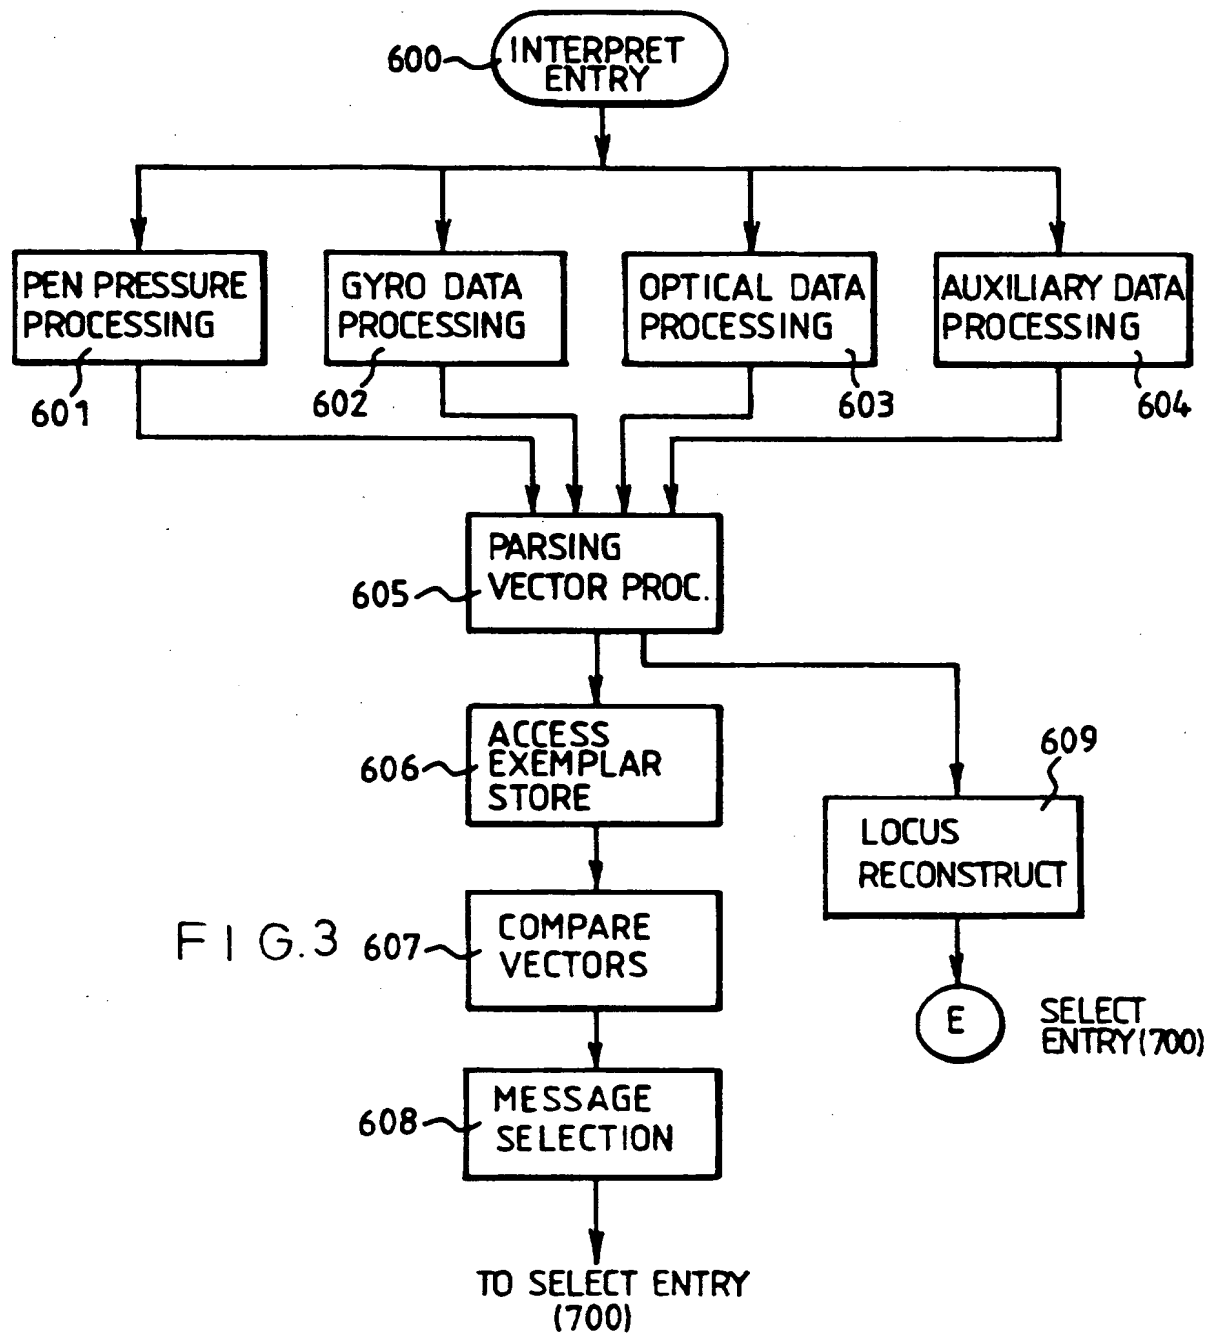 600
INTERPRET
ENTRY
PEN PRESSURE
PROCESSING
601
GYRO DATA
PROCESSING
602
OPTICAL DATA
PROCESSING
603
AUXILIARY DATA
PROCESSING
604
PARSING
VECTOR PROC.
605
ACCESS
EXEMPLAR
STORE
606
609
LOCUS
RECONSTRUCT
FIG.3
607
COMPARE
VECTORS
E
SELECT
ENTRY(700)
608
MESSAGE
SELECTION
TO SELECT ENTRY
(700)